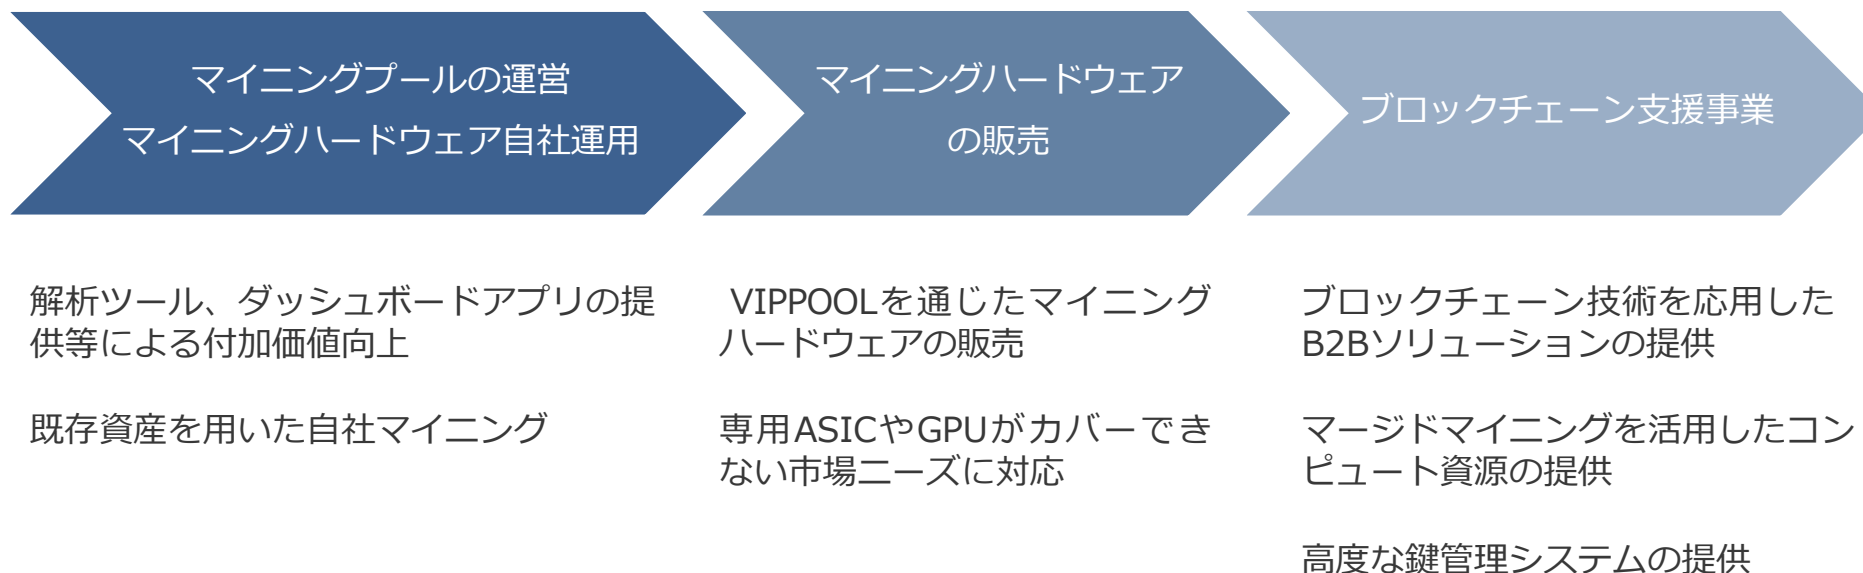 マイニングプールの運営
マイニングハードウェア自社運用
マイニングハードウェア
の販売
ブロックチェーン支援事業
解析ツール、ダッシュボードアプリの提
供等による付加価値向上
既存資産を用いた自社マイニング
VIPPOOLを通じたマイニング
ハードウェアの販売
専用ASICやGPUがカバーでき
ない市場ニーズに対応
ブロックチェーン技術を応用した
B2Bソリューションの提供
マージドマイニングを活用したコン
ピュート資源の提供
高度な鍵管理システムの提供